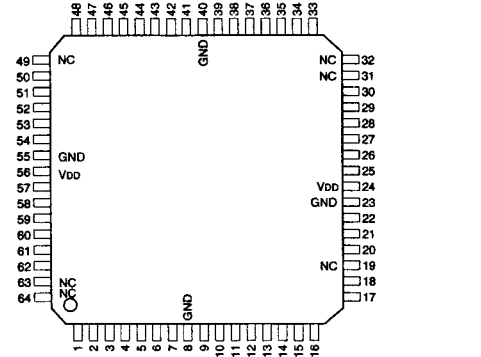 48 47 46 45 44 43 42 41 40 39 38 37 36 35 34 33
GND
49 NC NC 32
50 NC 31
51 30
52 29
53 28
54 27
55 GND 26
56 VDD 25
57 VDD 24
58 GND 23
59 22
60 21
61 20
62 NC 19
63 NC 18
64 NC 17
GND
1 2 3 4 5 6 7 8 9 10 11 12 13 14 15 16